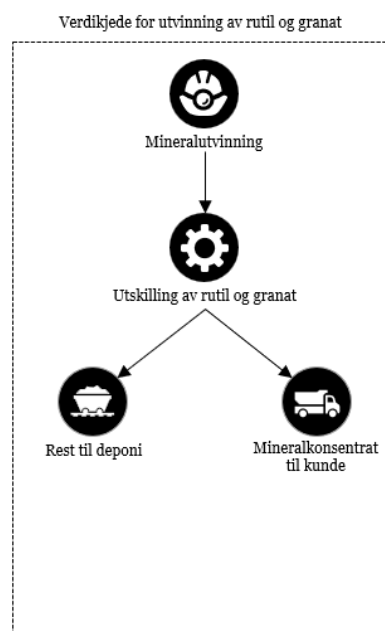 Verdikjede for utvinning av rutil og granat
Mineralutvinning
Utskilling av rutil og granat
Rest til deponi
Mineralkonsentrat
til kunde